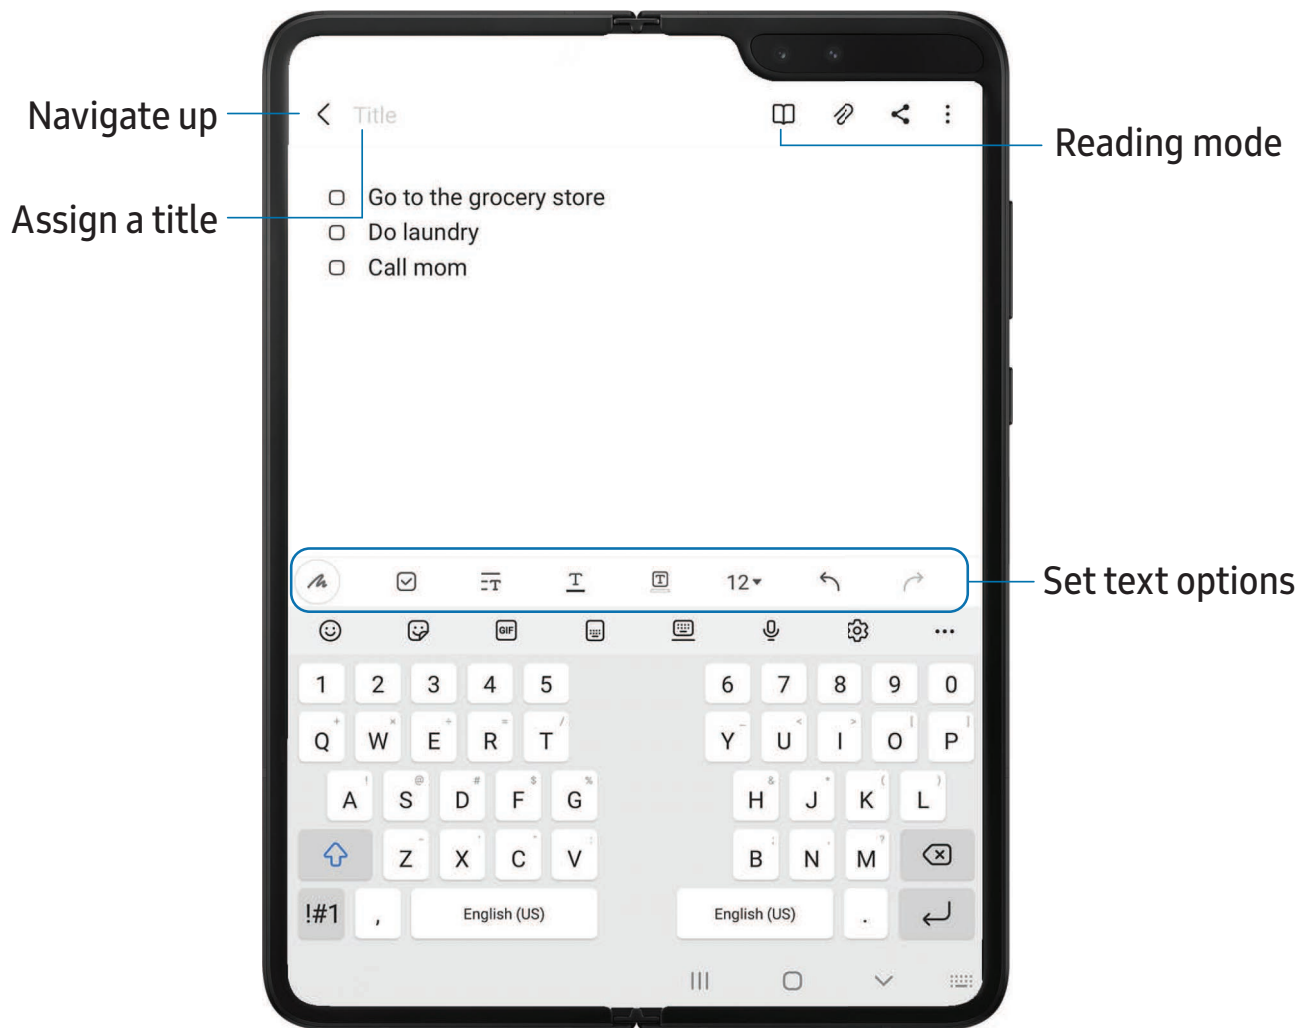 Navigate up
Title
Reading mode
Assign a title
Go to the grocery store
Do laundry
Call mom
T
T
T
12
Set text options
GIF
1 2 3 4 5 6 7 8 9 0
Q W E R T Y U I O P
A S D F G H J K L
Z X C V B N M
!#1 , English (US) English (US) .